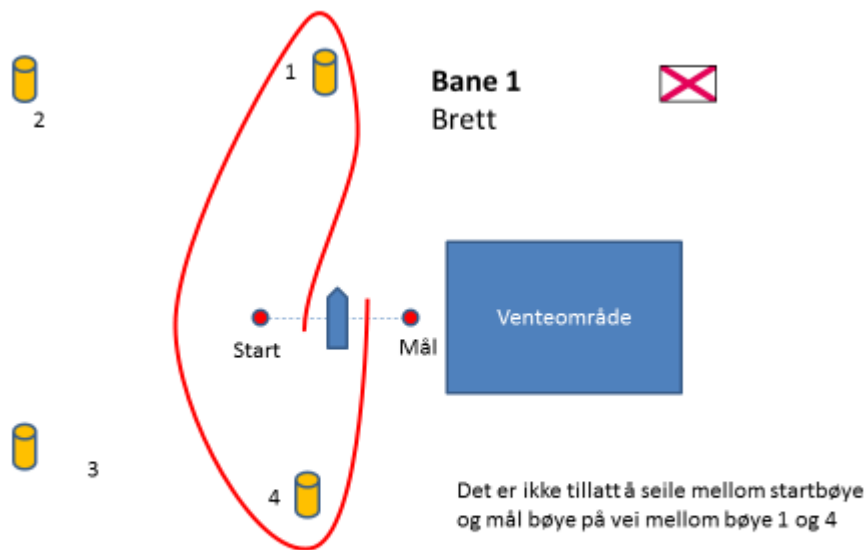 1
Bane 1
Brett
2
Start
Mål
Venteområde
3
4
Det er ikke tillatt å seile mellom startbøye
og mål bøye på vei mellom bøye 1 og 4